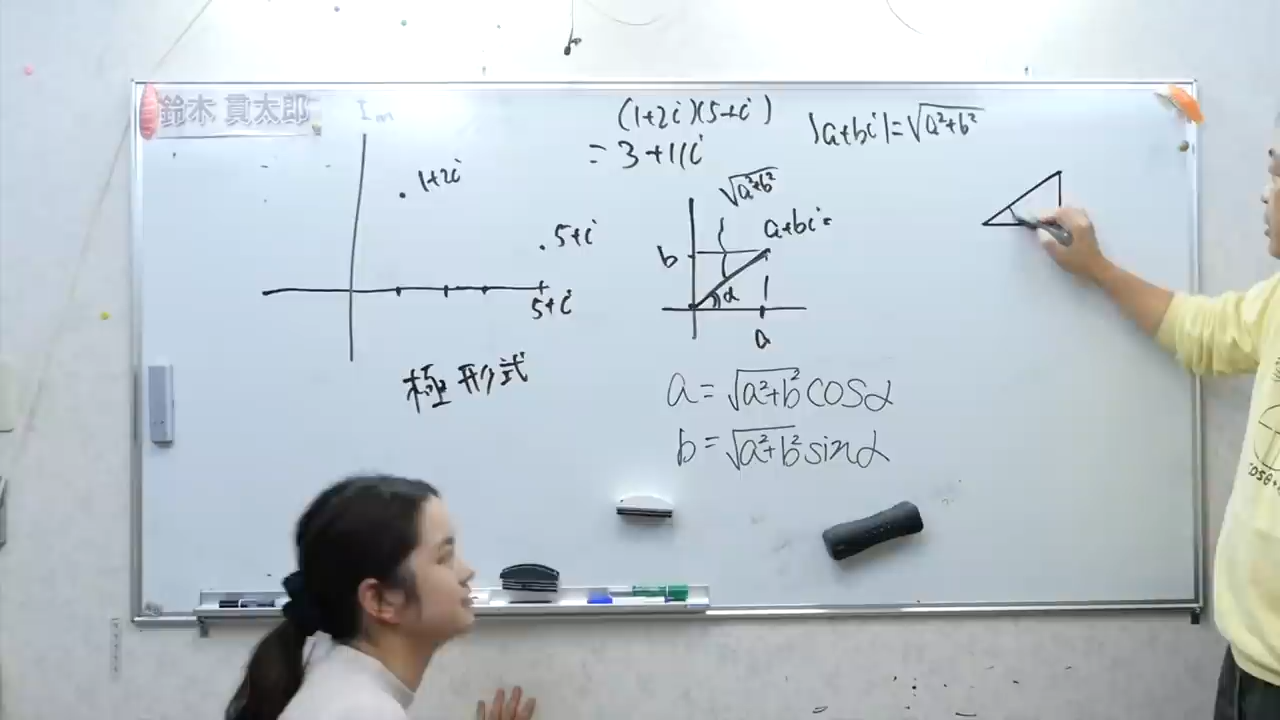 鈴木 貫太郎
Im
(1+2i)(5+i)
= 3+11i
|a+bi|=√a²+b²
1+2i
5+i
5+i
√a²+b²
a+bi=
b
α
a
極形式
a=√a²+b² cosα
b=√a²+b² sinα